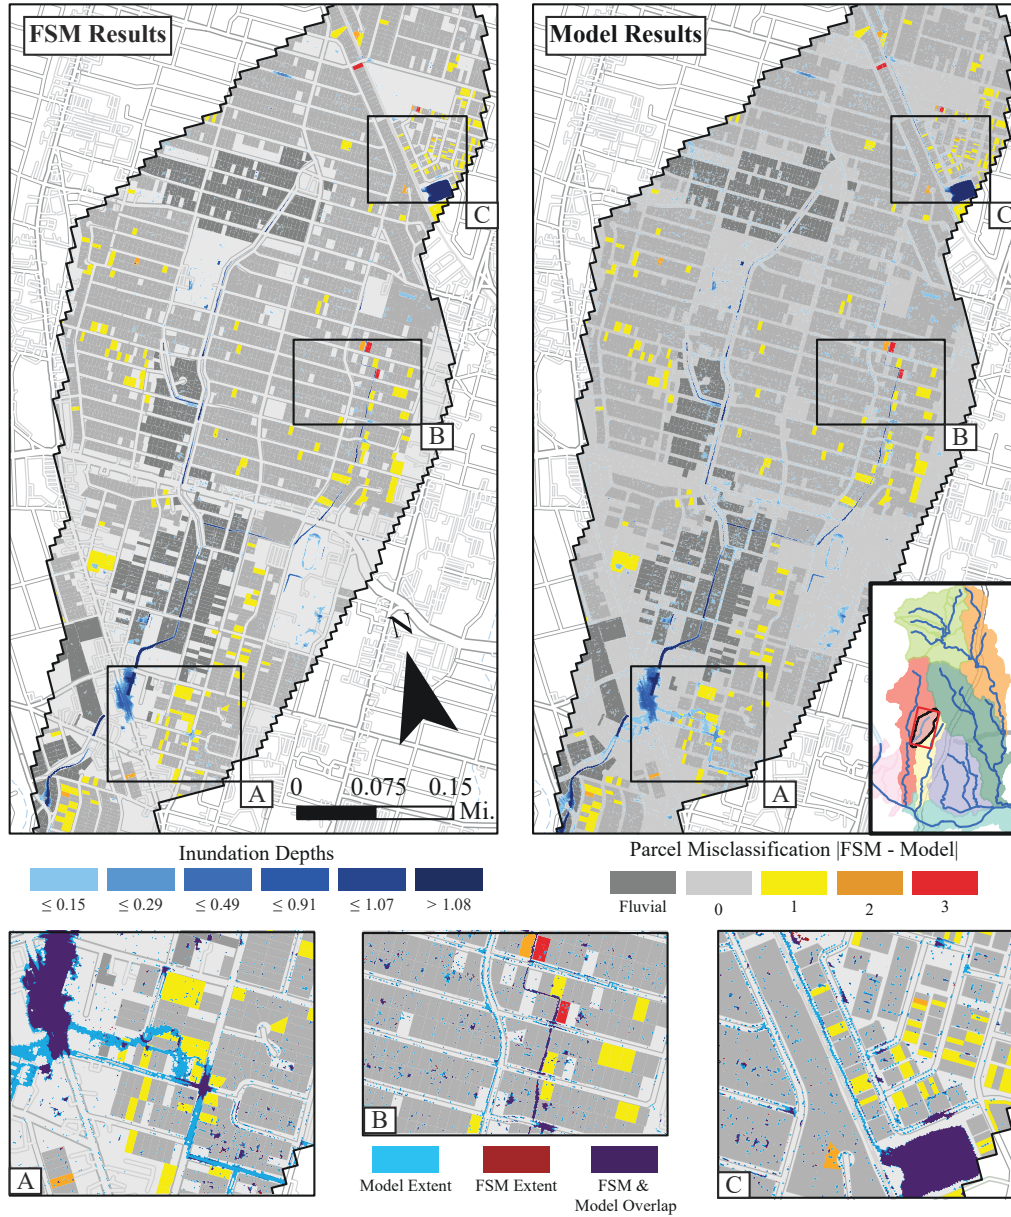 FSM Results
Model Results
C
C
B
B
N
A
A
0 0.075 0.15
Mi.
Inundation Depths
≤ 0.15 ≤ 0.29 ≤ 0.49 ≤ 0.91 ≤ 1.07 > 1.08
Parcel Misclassification |FSM - Model|
Fluvial 0 1 2 3
A
B
C
Model Extent FSM Extent FSM & Model Overlap